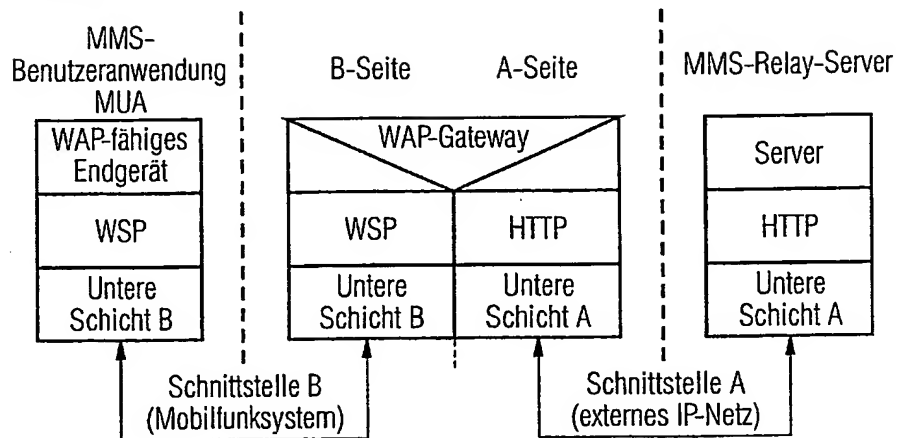 MMS-
Benutzeranwendung
MUA
B-Seite
A-Seite
MMS-Relay-Server
WAP-fähiges
Endgerät
WAP-Gateway
Server
WSP
WSP
HTTP
HTTP
Untere
Schicht B
Untere
Schicht B
Untere
Schicht A
Untere
Schicht A
Schnittstelle B
(Mobilfunksystem)
Schnittstelle A
(externes IP-Netz)